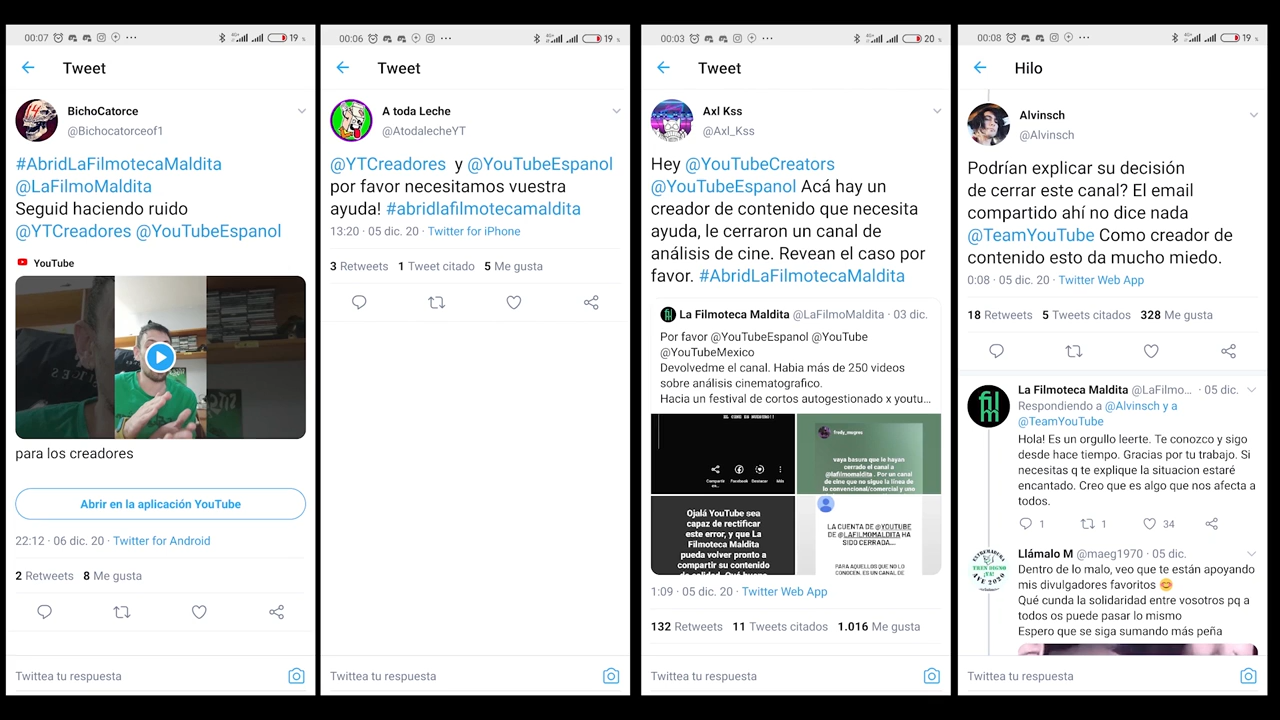 00:07
19 %
Tweet
BichoCatorce
@Bichocatorceof1
#AbridLaFilmotecaMaldita
@LaFilmoMaldita
Seguid haciendo ruido
@YTCreadores @YouTubeEspanol
YouTube
para los creadores
Abrir en la aplicación YouTube
22:12 · 06 dic. 20 · Twitter for Android
2 Retweets 8 Me gusta
Twittea tu respuesta
00:06
19 %
Tweet
A toda Leche
@AtodalecheYT
@YTCreadores y @YouTubeEspanol
por favor necesitamos vuestra
ayuda! #abridlafilmotecamaldita
13:20 · 05 dic. 20 · Twitter for iPhone
3 Retweets 1 Tweet citado 5 Me gusta
Twittea tu respuesta
00:03
20 %
Tweet
Axl Kss
@Axl_Kss
Hey @YouTubeCreators
@YouTubeEspanol Acá hay un
creador de contenido que necesita
ayuda, le cerraron un canal de
análisis de cine. Revean el caso por
favor. #AbridLaFilmotecaMaldita
La Filmoteca Maldita @LaFilmoMaldita · 03 dic.
Por favor @YouTubeEspanol @YouTube
@YouTubeMexico
Devolvedme el canal. Habia más de 250 videos
sobre análisis cinematografico.
Hacia un festival de cortos autogestionado x youtu...
Facebook
Destacar
Más
vaya basura que le hayan
cerrado el canal a
@lafilmomaldita . Por un canal
de cine que no sigue la línea de
lo convencional/comercial y une
Ojalá YouTube sea
capaz de rectificar
este error, y que La
Filmoteca Maldita
pueda volver pronto a
compartir su contenido
LA CUENTA DE @YOUTUBE
DE @LAFILMOMALDITA HA
SIDO CERRADA...
PARA AQUELLOS QUE NO LO
CONOCEN, ES UN CANAL DE
1:09 · 05 dic. 20 · Twitter Web App
132 Retweets 11 Tweets citados 1.016 Me gusta
Twittea tu respuesta
00:08
19 %
Hilo
Alvinsch
@Alvinsch
Podrían explicar su decisión
de cerrar este canal? El email
compartido ahí no dice nada
@TeamYouTube Como creador de
contenido esto da mucho miedo.
0:08 · 05 dic. 20 · Twitter Web App
18 Retweets 5 Tweets citados 328 Me gusta
La Filmoteca Maldita @LaFilmo... · 05 dic.
Respondiendo a @Alvinsch y a
@TeamYouTube
Hola! Es un orgullo leerte. Te conozco y sigo
desde hace tiempo. Gracias por tu trabajo. Si
necesitas q te explique la situacion estaré
encantado. Creo que es algo que nos afecta a
todos.
1 1 34
Llámalo M @maeg1970 · 05 dic.
Dentro de lo malo, veo que te están apoyando
mis divulgadores favoritos 😊
Qué cunda la solidaridad entre vosotros pq a
todos os puede pasar lo mismo
Espero que se siga sumando más peña
Twittea tu respuesta